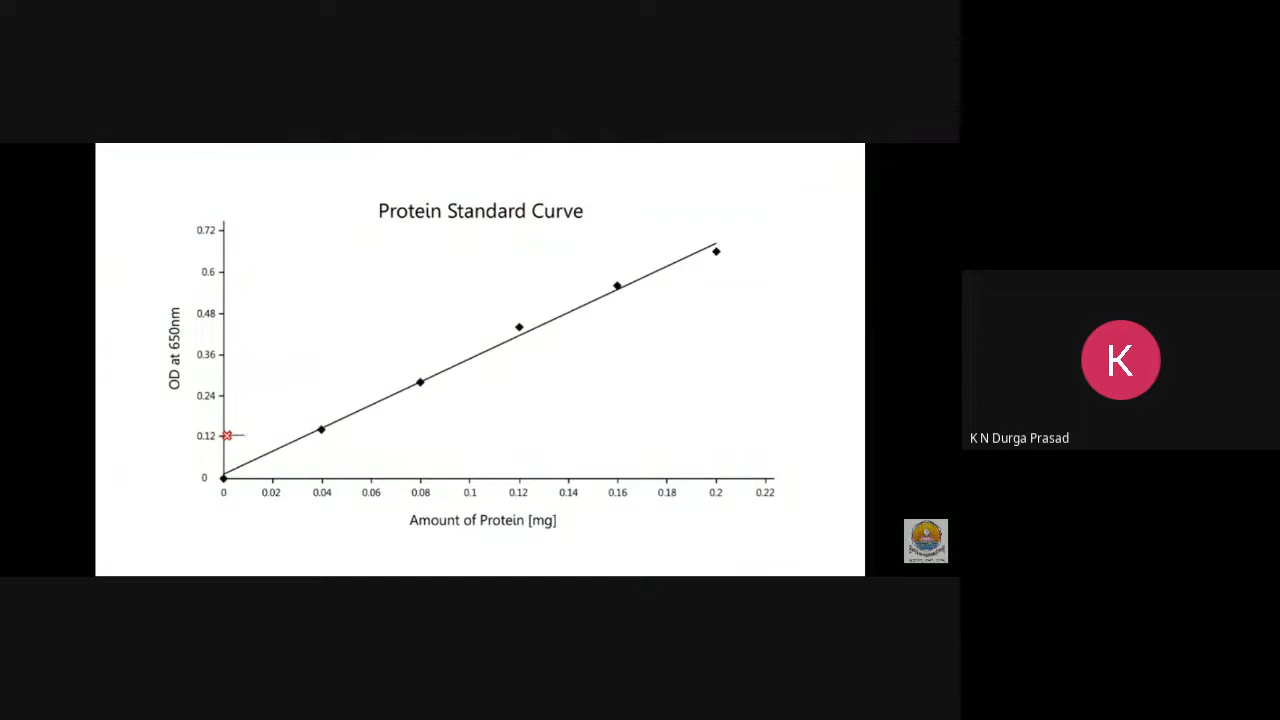 Protein Standard Curve
0.72
0.6
0.48
0.36
0.24
0.12
0
OD at 650nm
0 0.02 0.04 0.06 0.08 0.1 0.12 0.14 0.16 0.18 0.2 0.22
Amount of Protein [mg]
K
K N Durga Prasad